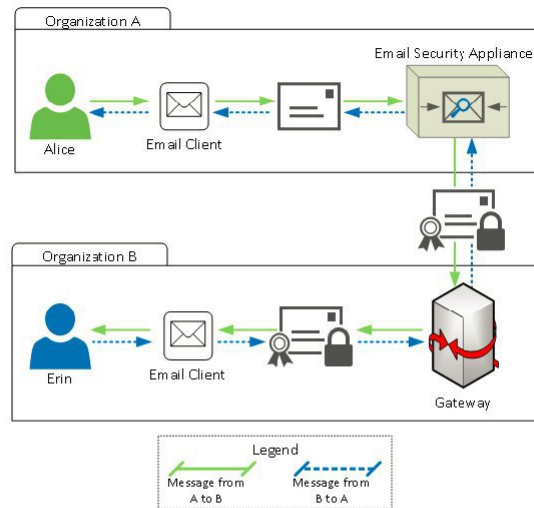 Organization A
Email Security Appliance
Alice
Email Client
Organization B
Erin
Email Client
Gateway
Legend
Message from
A to B
Message from
B to A